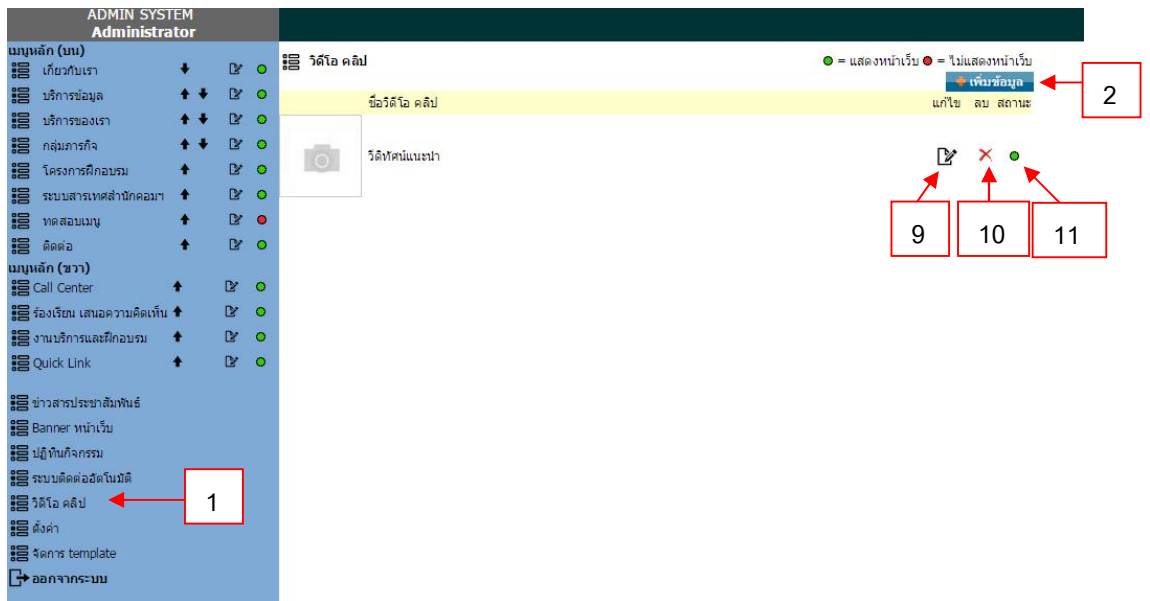 ADMIN SYSTEM
Administrator
เมนูหลัก (บน)
เกี่ยวกับเรา
บริการข้อมูล
บริการของเรา
กลุ่มภารกิจ
โครงการฝึกอบรม
ระบบสารเทศสำนักคอมฯ
ทดสอบเมนู
ติดต่อ
เมนูหลัก (ขวา)
Call Center
ร้องเรียน เสนอความคิดเห็น
งานบริการและฝึกอบรม
Quick Link
ข่าวสารประชาสัมพันธ์
Banner หน้าเว็บ
ปฏิทินกิจกรรม
ระบบติดต่ออัตโนมัติ
วิดีโอ คลิป
1
ตั้งค่า
จัดการ template
ออกจากระบบ
วิดีโอ คลิป
= แสดงหน้าเว็บ = ไม่แสดงหน้าเว็บ
เพิ่มข้อมูล
2
ชื่อวิดีโอ คลิป แก้ไข ลบ สถานะ
วีดิทัศน์แนะนำ
9 10 11